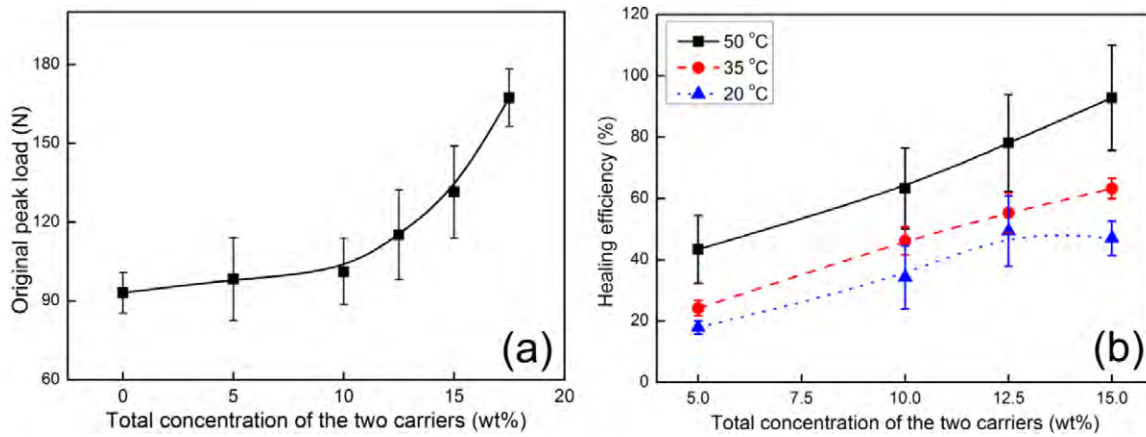 Original peak load (N)
180
150
120
90
60
0
5
10
15
20
Total concentration of the two carriers (wt%)
(a)
Healing efficiency (%)
120
100
80
60
40
20
0
50 °C
35 °C
20 °C
5.0
7.5
10.0
12.5
15.0
Total concentration of the two carriers (wt%)
(b)